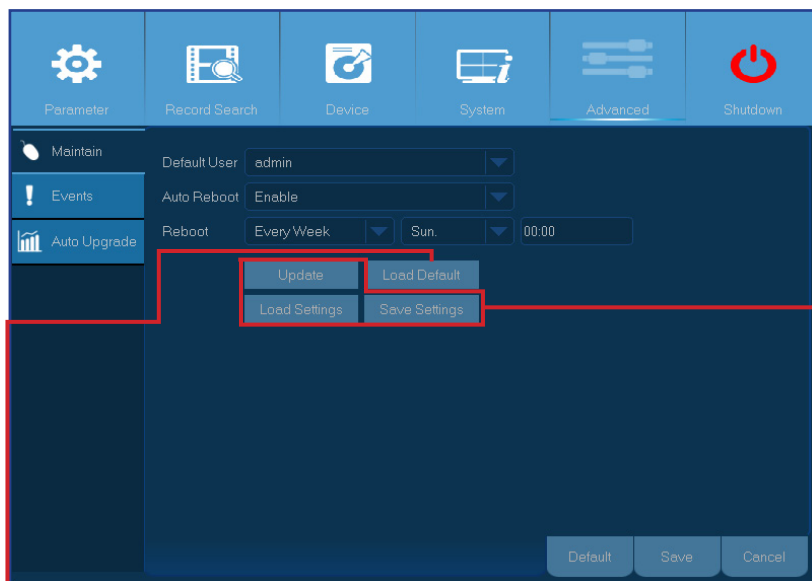 Parameter
Record Search
Device
System
Advanced
Shutdown
Maintain
Events
Auto Upgrade
Default User admin
Auto Reboot Enable
Reboot Every Week Sun. 00:00
Update Load Default
Load Settings Save Settings
Default Save Cancel